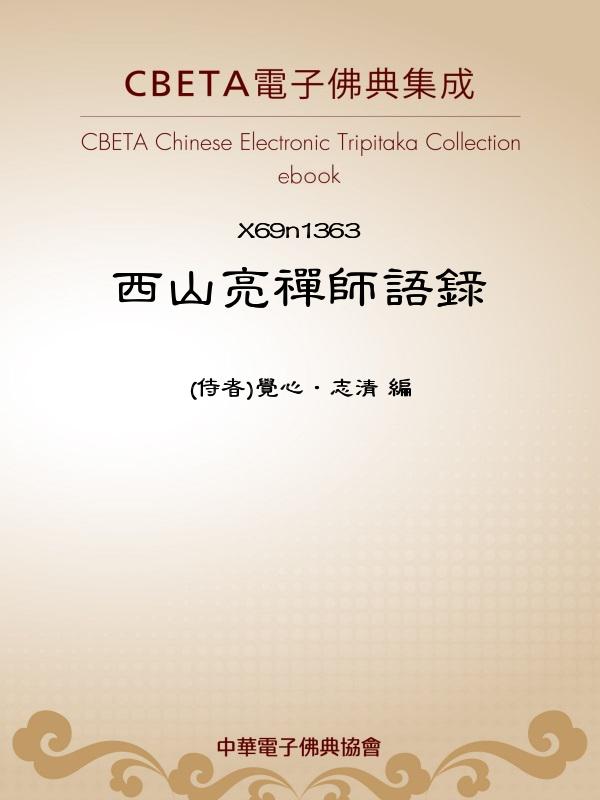 CBETA電子佛典集成
CBETA Chinese Electronic Tripitaka Collection
ebook
X69n1363
西山亮禪師語錄
(侍者)覺心．志清 編
中華電子佛典協會